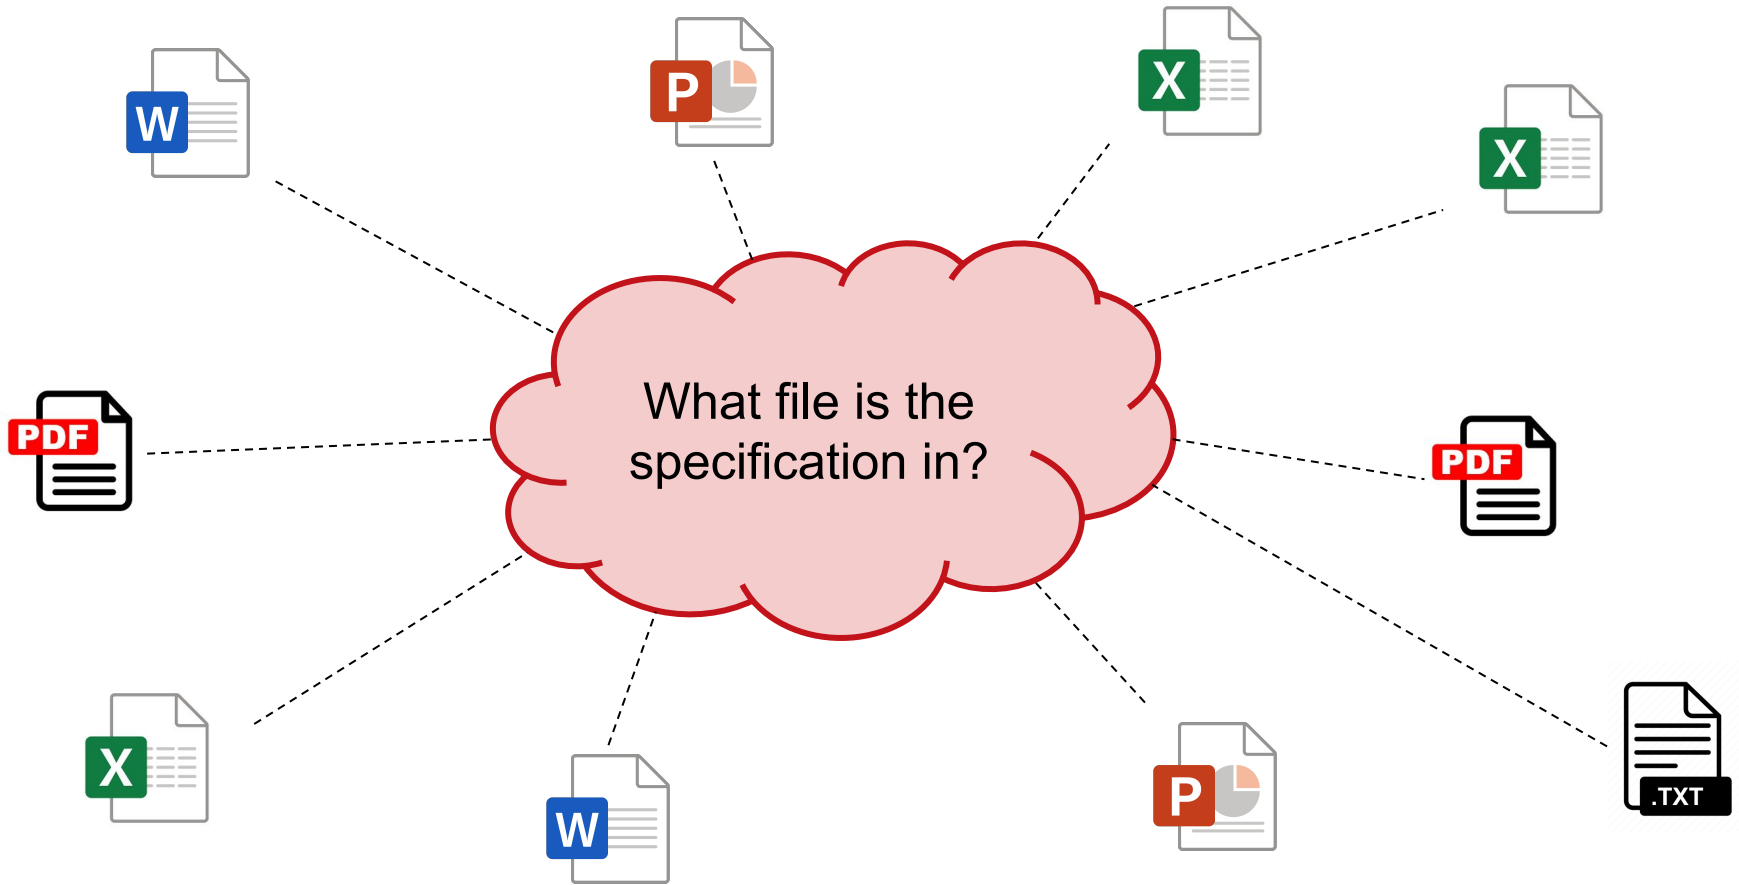 W
P
X
X
What file is the
specification in?
PDF
PDF
X
W
P
.TXT